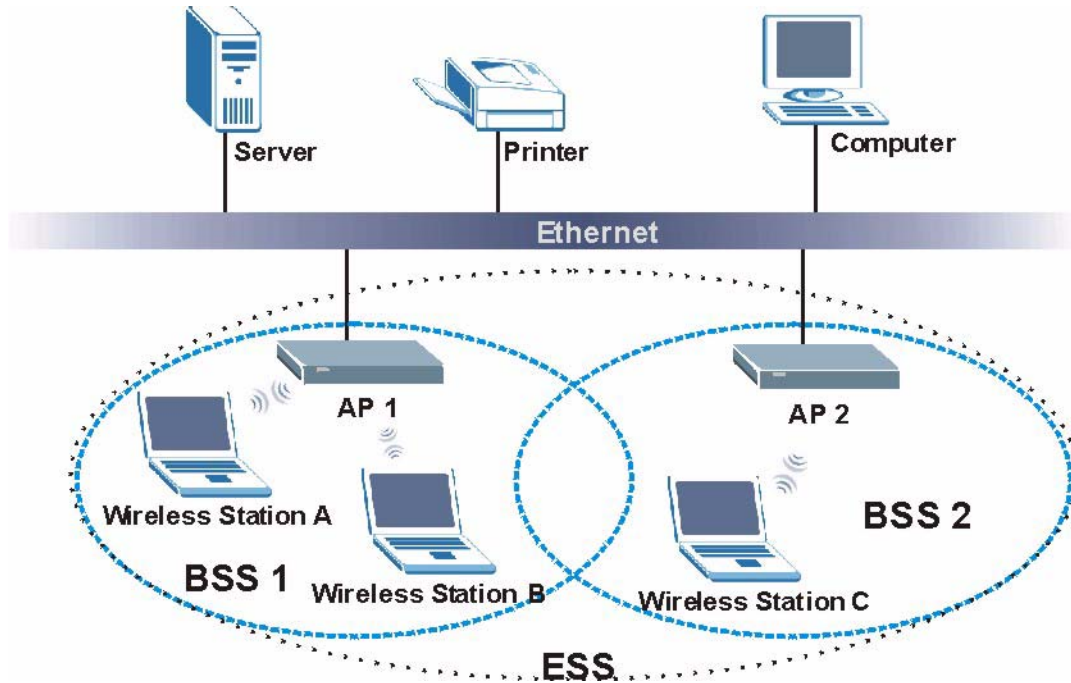 Server
Printer
Computer
Ethernet
AP 1
AP 2
Wireless Station A
BSS 2
BSS 1
Wireless Station B
Wireless Station C
ESS